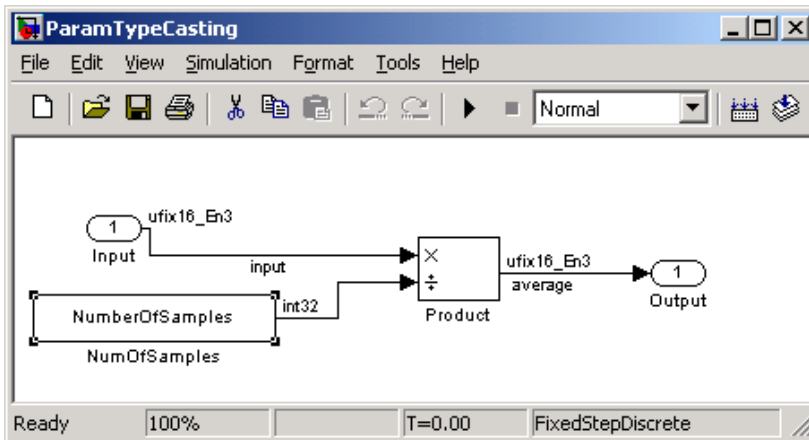 ParamTypeCasting
File Edit View Simulation Format Tools Help
Normal
1
ufix16_En3
Input
input
×
÷
ufix16_En3
average
1
Output
Product
NumberOfSamples
int32
NumOfSamples
Ready 100% T=0.00 FixedStepDiscrete